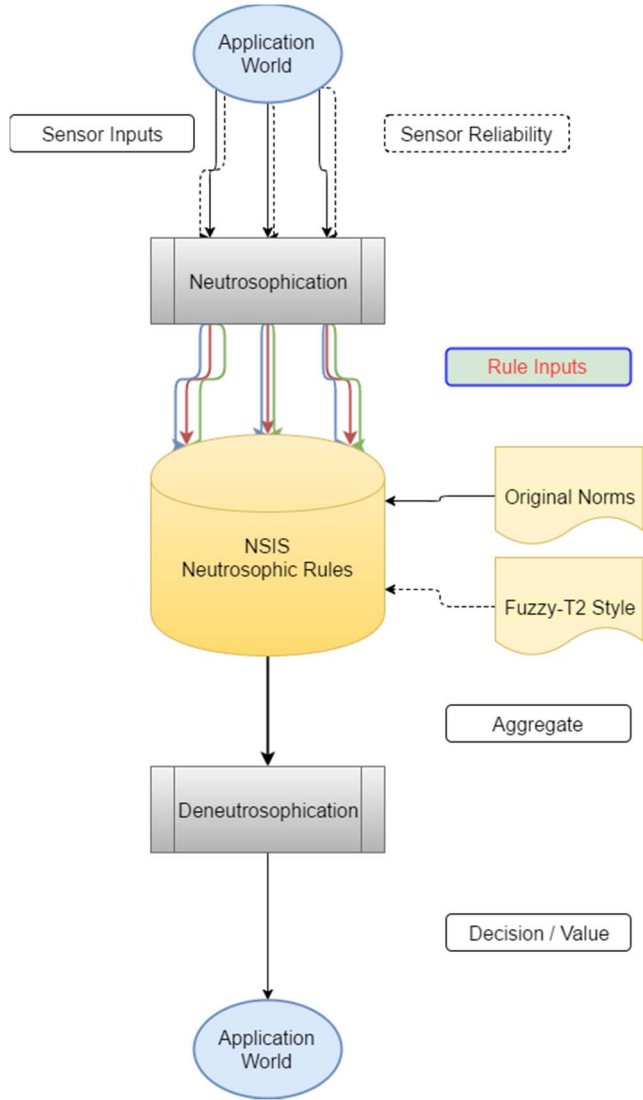 Application
World
Sensor Inputs
Sensor Reliability
Neutrosophication
Rule Inputs
Original Norms
NSIS
Neutrosophic Rules
Fuzzy-T2 Style
Aggregate
Deneutrosophication
Decision / Value
Application
World